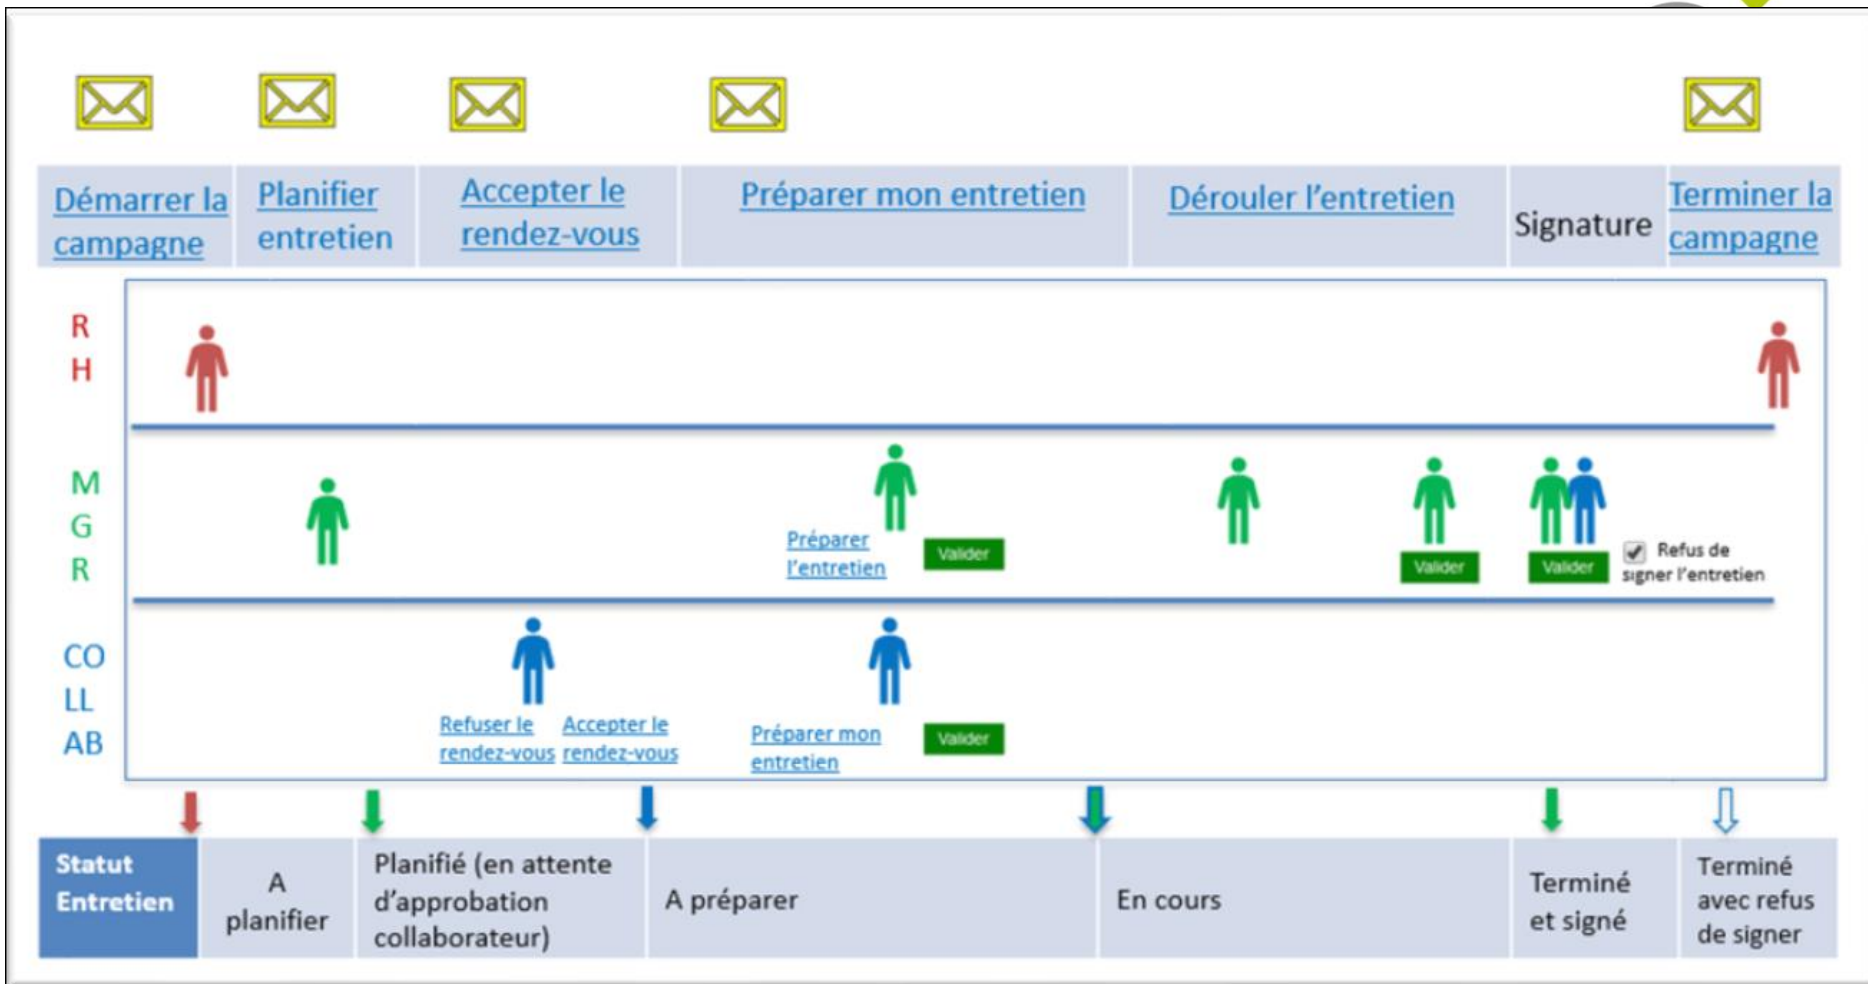 Démarrer la
campagne
Planifier
entretien
Accepter le
rendez-vous
Préparer mon entretien
Dérouler l'entretien
Signature
Terminer la
campagne
R
H
M
G
R
Préparer
l'entretien
Valider
Valider
Valider
Refus de
signer l'entretien
CO
LL
AB
Refuser le
rendez-vous
Accepter le
rendez-vous
Préparer mon
entretien
Valider
Statut
Entretien
A
planifier
Planifié (en attente
d'approbation
collaborateur)
A préparer
En cours
Terminé
et signé
Terminé
avec refus
de signer